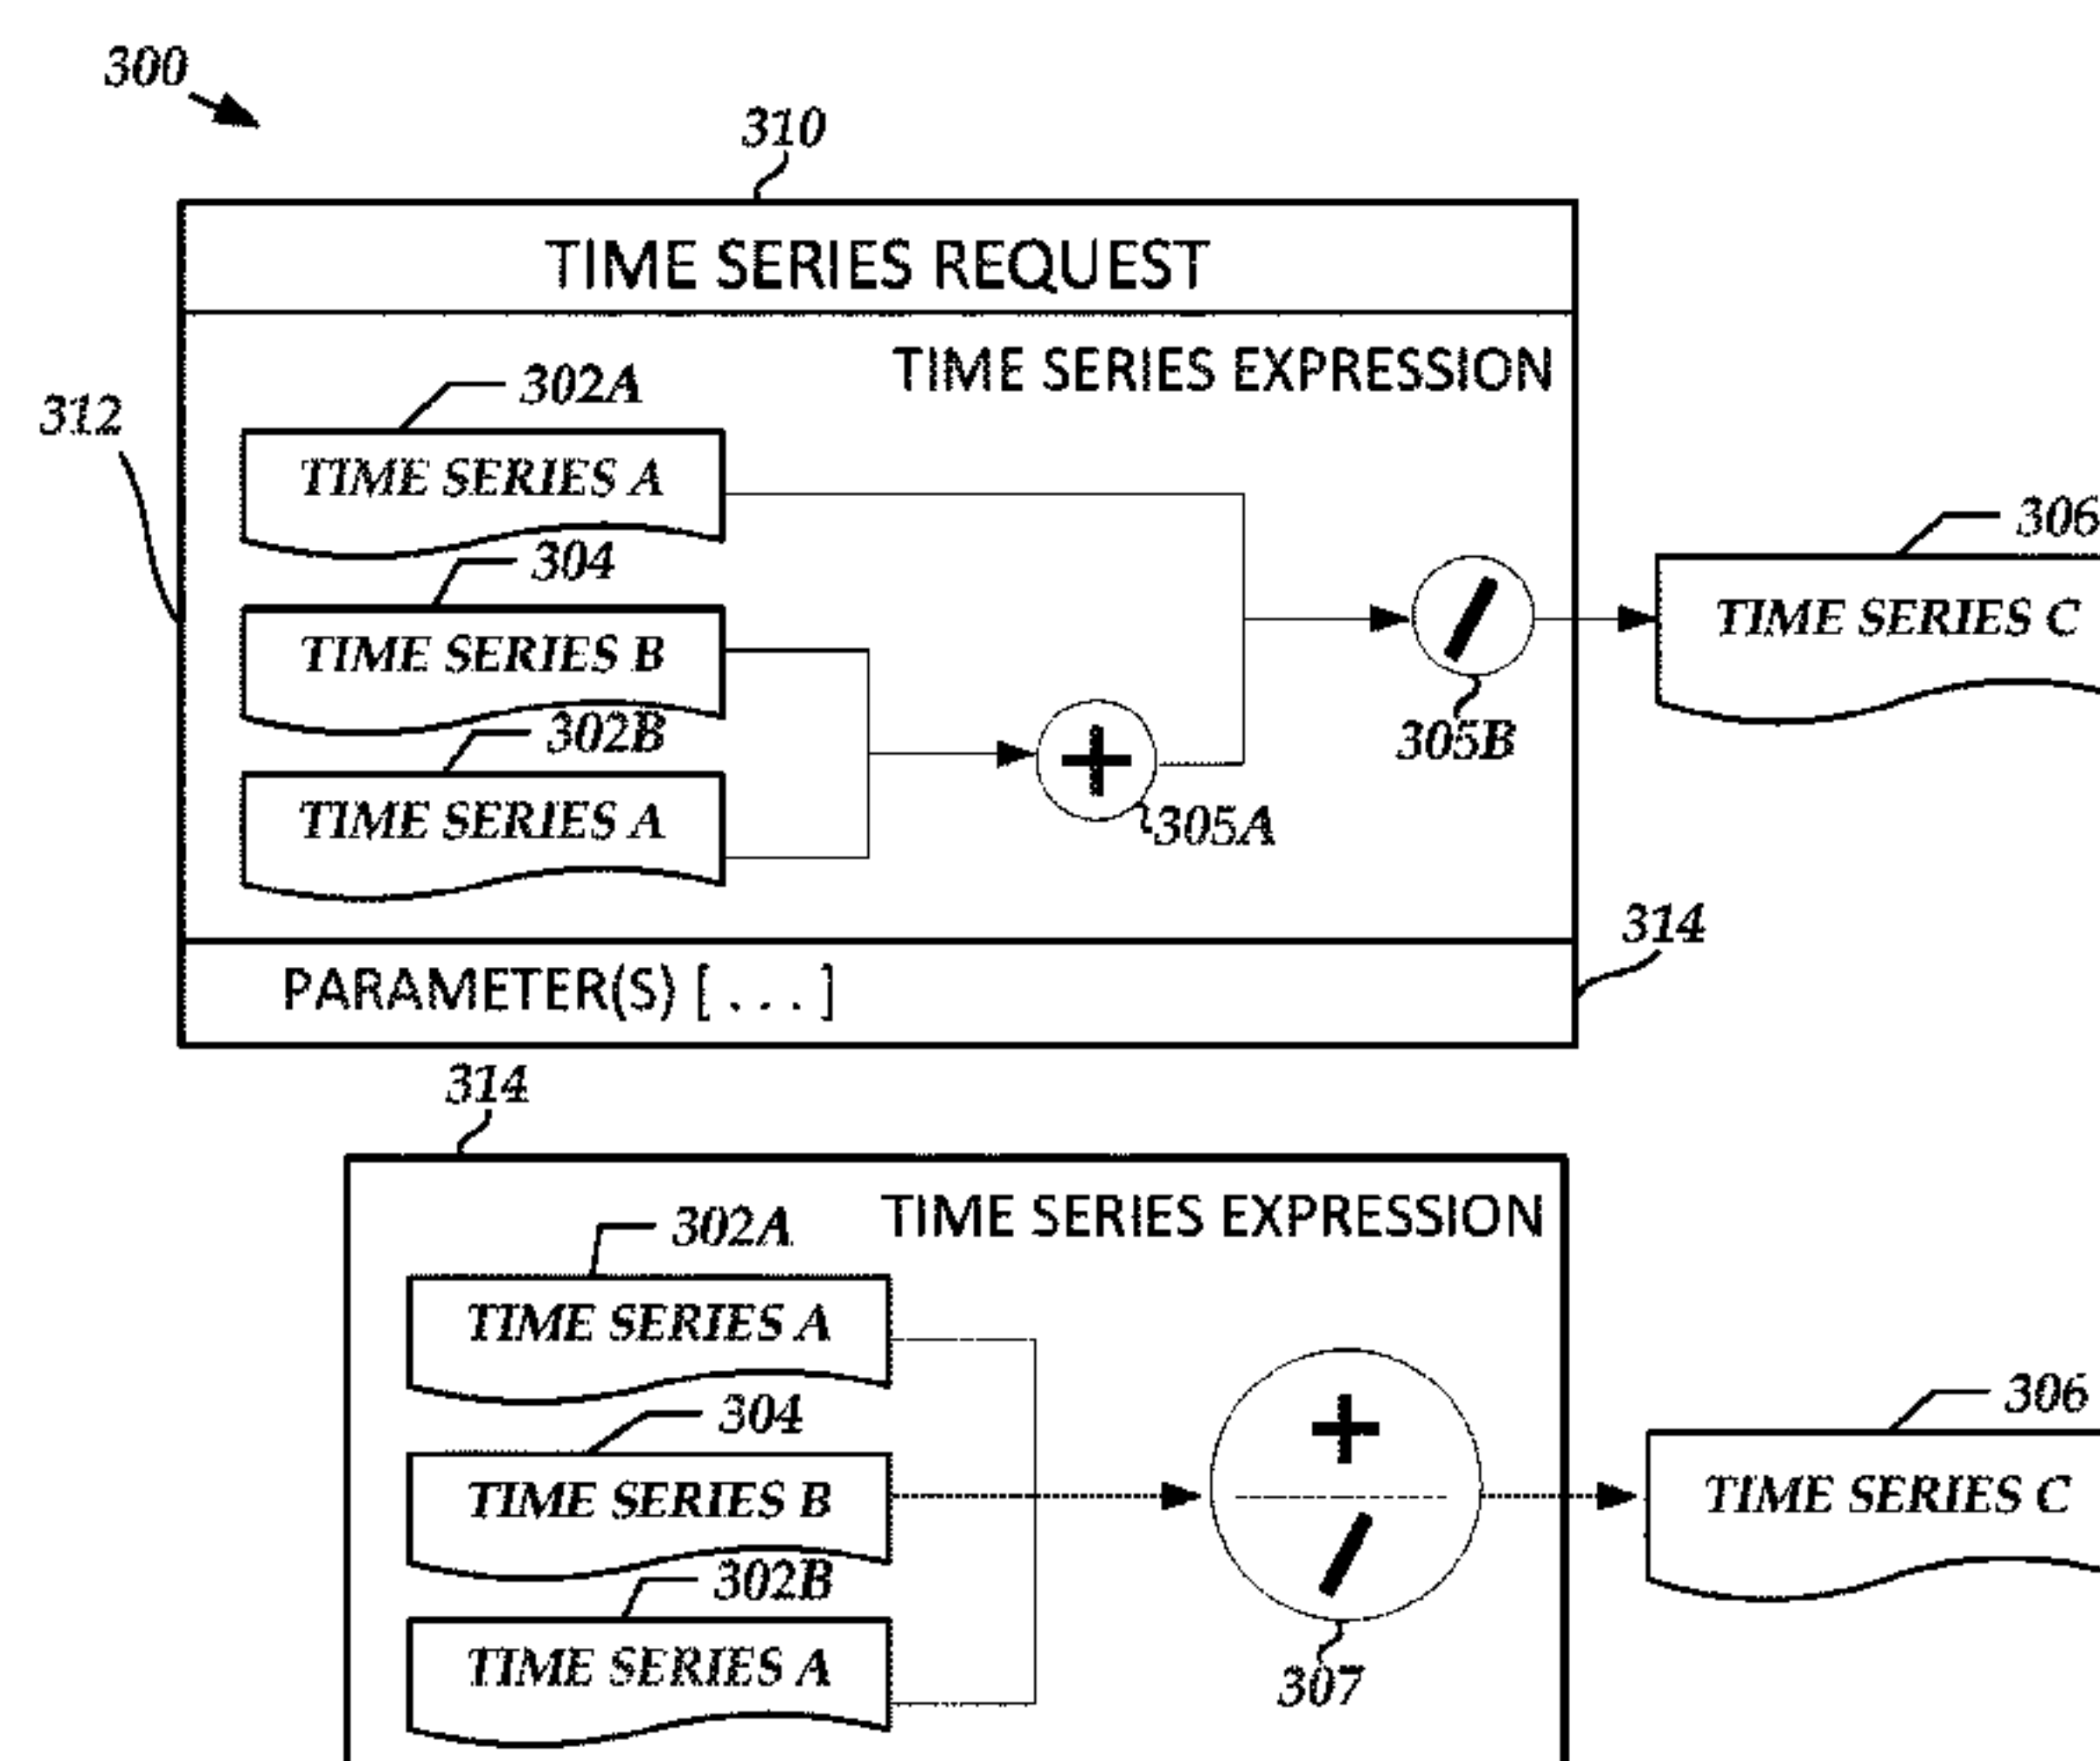 300
310
TIME SERIES REQUEST
TIME SERIES EXPRESSION
302A
312
TIME SERIES A
306
304
TIME SERIES B
TIME SERIES C
302B
305B
TIME SERIES A
305A
314
PARAMETER(S) [ . . . ]
314
TIME SERIES EXPRESSION
302A
TIME SERIES A
306
304
TIME SERIES B
TIME SERIES C
302B
TIME SERIES A
307